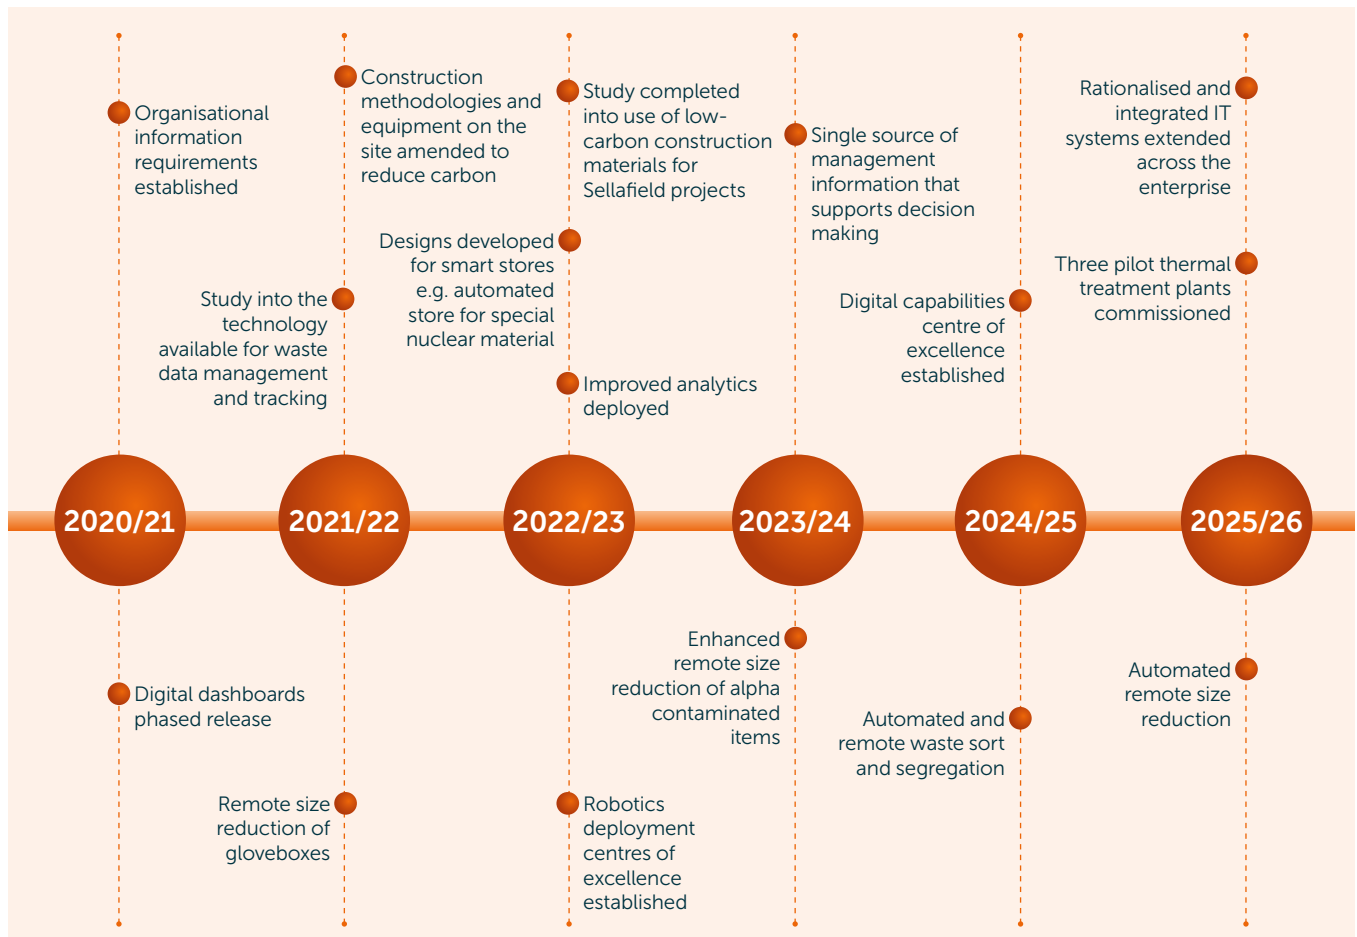 Organisational
information
requirements
established
Construction
methodologies and
equipment on the
site amended to
reduce carbon
Study into the
technology
available for waste
data management
and tracking
Study completed
into use of low-
carbon construction
materials for
Sellafield projects
Designs developed
for smart stores
e.g. automated
store for special
nuclear material
Improved analytics
deployed
Single source of
management
information that
supports decision
making
Digital capabilities
centre of
excellence
established
Rationalised and
integrated IT
systems extended
across the
enterprise
Three pilot thermal
treatment plants
commissioned
2020/21
2021/22
2022/23
2023/24
2024/25
2025/26
Digital dashboards
phased release
Remote size
reduction of
gloveboxes
Robotics
deployment
centres of
excellence
established
Enhanced
remote size
reduction of alpha
contaminated
items
Automated and
remote waste sort
and segregation
Automated
remote size
reduction